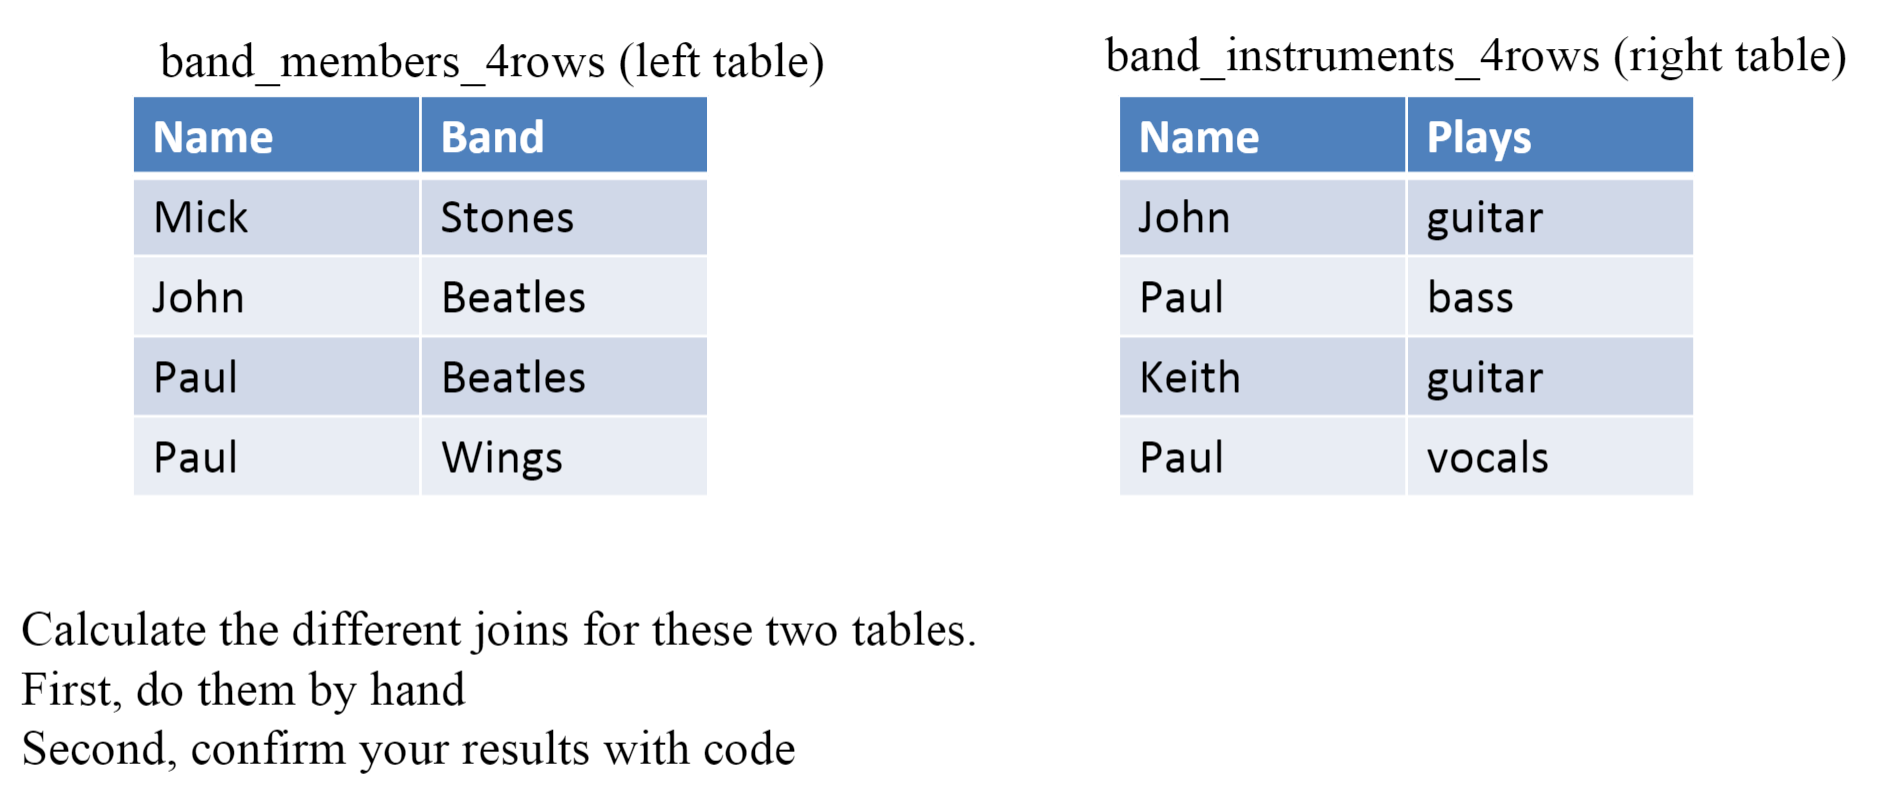 band_members_4rows (left table)
Name Band
Mick Stones
John Beatles
Paul Beatles
Paul Wings
band_instruments_4rows (right table)
Name Plays
John guitar
Paul bass
Keith guitar
Paul vocals
Calculate the different joins for these two tables.
First, do them by hand
Second, confirm your results with code